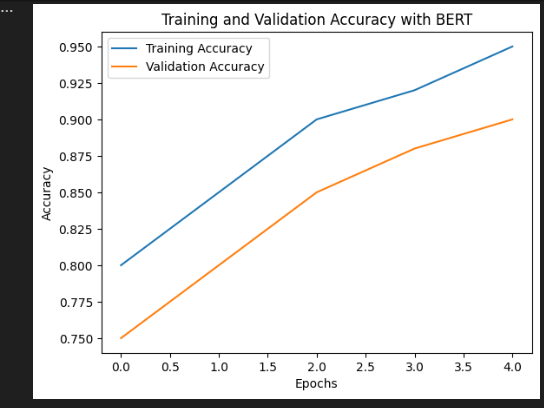 ...
Training and Validation Accuracy with BERT
Training Accuracy
Validation Accuracy
Accuracy
0.950
0.925
0.900
0.875
0.850
0.825
0.800
0.775
0.750
0.0 0.5 1.0 1.5 2.0 2.5 3.0 3.5 4.0
Epochs